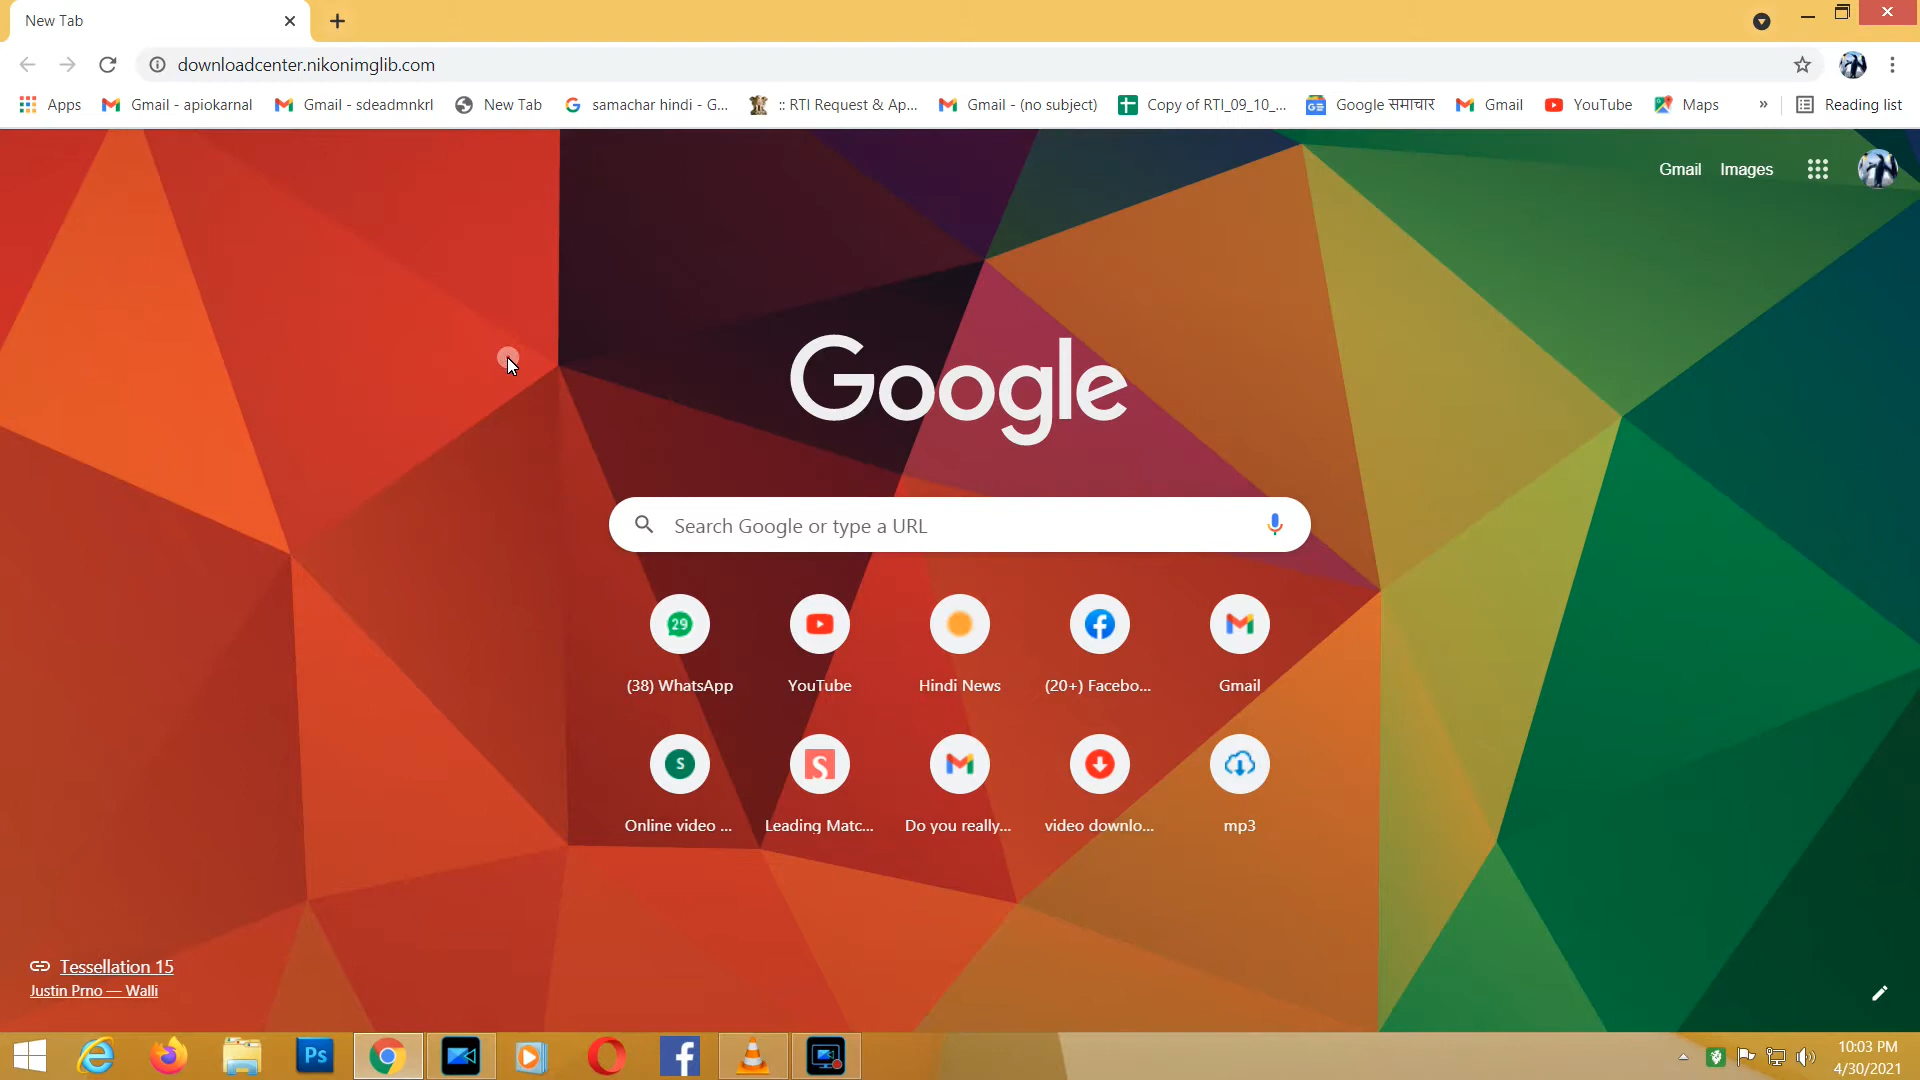 New Tab
downloadcenter.nikonimglib.com
Apps Gmail - apiokarnal Gmail - sdeadmnkrl New Tab samachar hindi - G... :: RTI Request & Ap... Gmail - (no subject) Copy of RTI_09_10_... Google समाचार Gmail YouTube Maps » Reading list
Gmail Images
Google
Search Google or type a URL
29
(38) WhatsApp YouTube Hindi News (20+) Facebo... Gmail
S S
Online video ... Leading Matc... Do you really... video downlo... mp3
Tessellation 15
Justin Prno — Walli
Ps
10:03 PM
4/30/2021